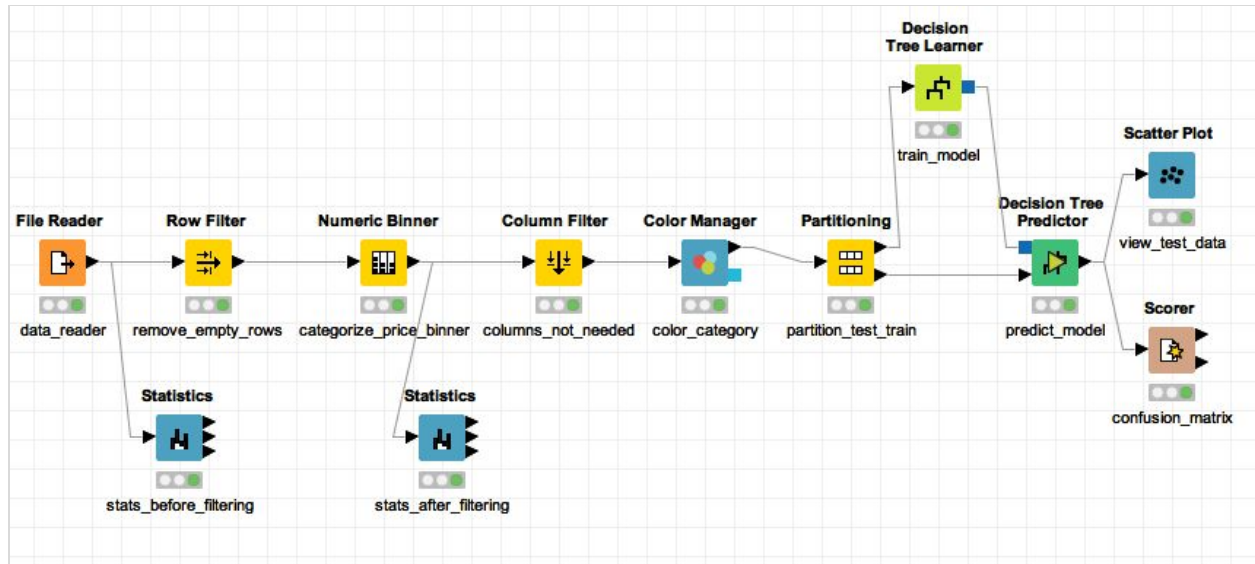 Decision
Tree Learner
train_model
Scatter Plot
view_test_data
File Reader
data_reader
Row Filter
remove_empty_rows
Numeric Binner
categorize_price_binner
Column Filter
columns_not_needed
Color Manager
color_category
Partitioning
partition_test_train
Decision Tree
Predictor
predict_model
Scorer
confusion_matrix
Statistics
stats_before_filtering
Statistics
stats_after_filtering